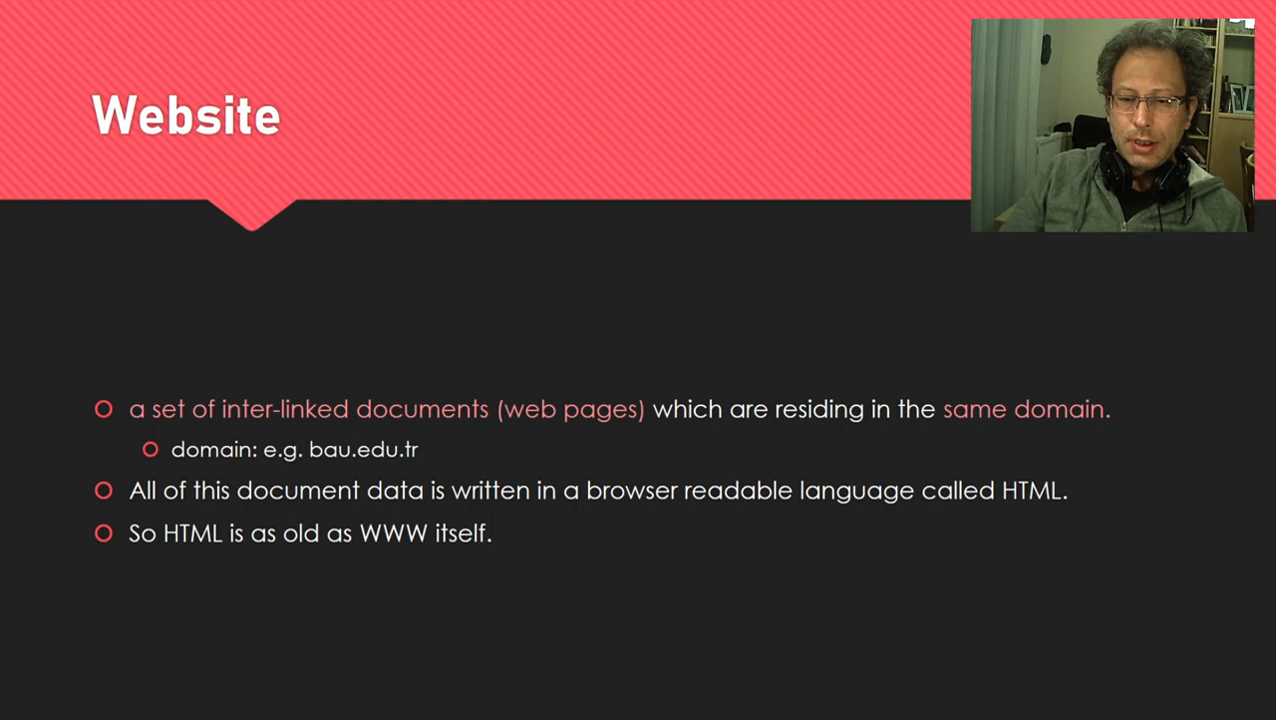 Website
a set of inter-linked documents (web pages) which are residing in the same domain.
domain: e.g. bau.edu.tr
All of this document data is written in a browser readable language called HTML.
So HTML is as old as WWW itself.